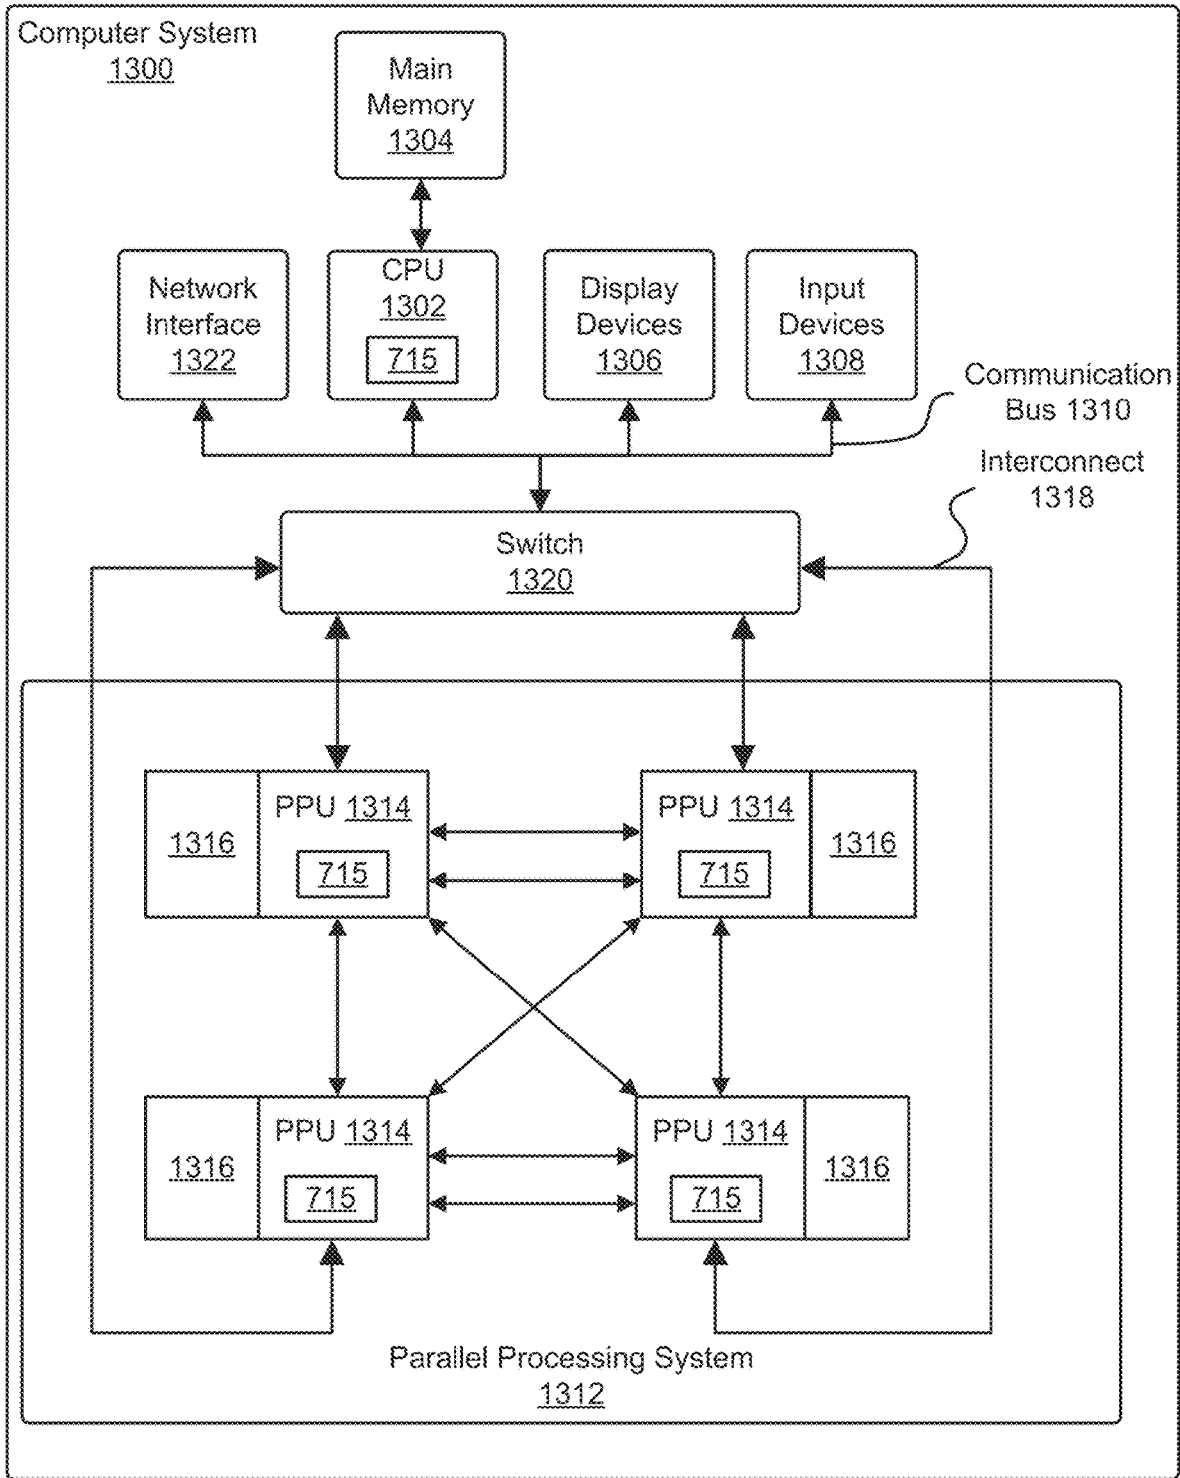 Computer System
1300
Main
Memory
1304
Network
Interface
1322
CPU
1302
715
Display
Devices
1306
Input
Devices
1308
Communication
Bus 1310
Interconnect
1318
Switch
1320
1316
PPU 1314
715
PPU 1314
715
1316
1316
PPU 1314
715
PPU 1314
715
1316
Parallel Processing System
1312